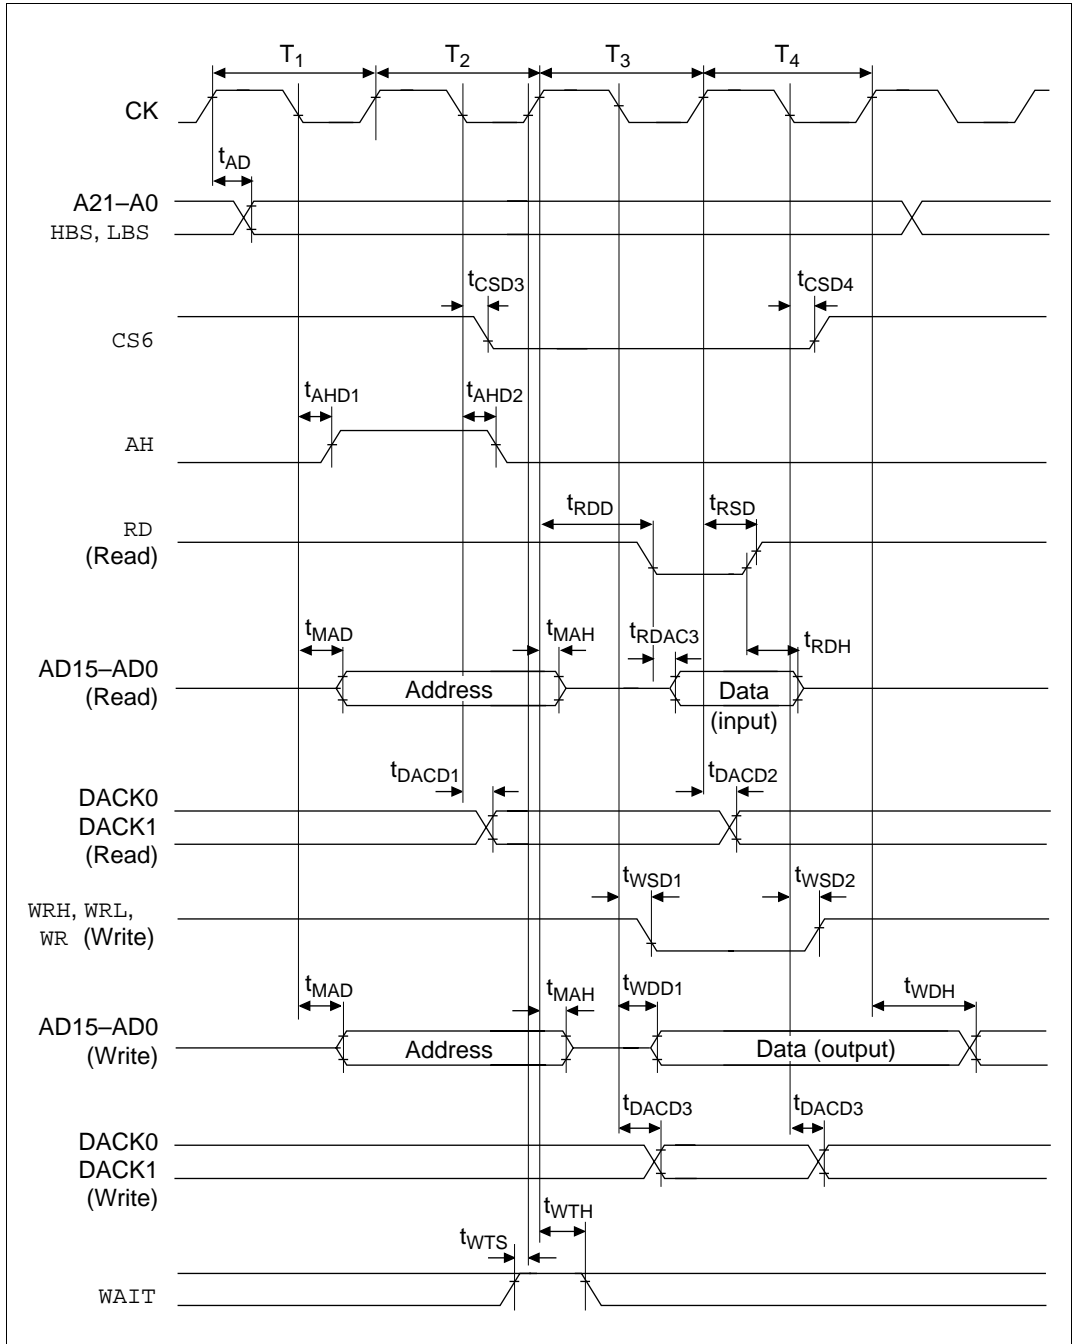 T1 T2 T3 T4
CK
tAD
A21–A0
HBS, LBS
tCSD3 tCSD4
CS6
tAHD1 tAHD2
AH
tRDD tRSD
RD
(Read)
tMAD tMAH tRDAC3 tRDH
AD15–AD0
(Read)
Address Data
(input)
tDACD1 tDACD2
DACK0
DACK1
(Read)
tWSD1 tWSD2
WRH, WRL,
WR (Write)
tMAD tMAH tWDD1 tWDH
AD15–AD0
(Write)
Address Data (output)
tDACD3 tDACD3
DACK0
DACK1
(Write)
tWTH
tWTS
WAIT